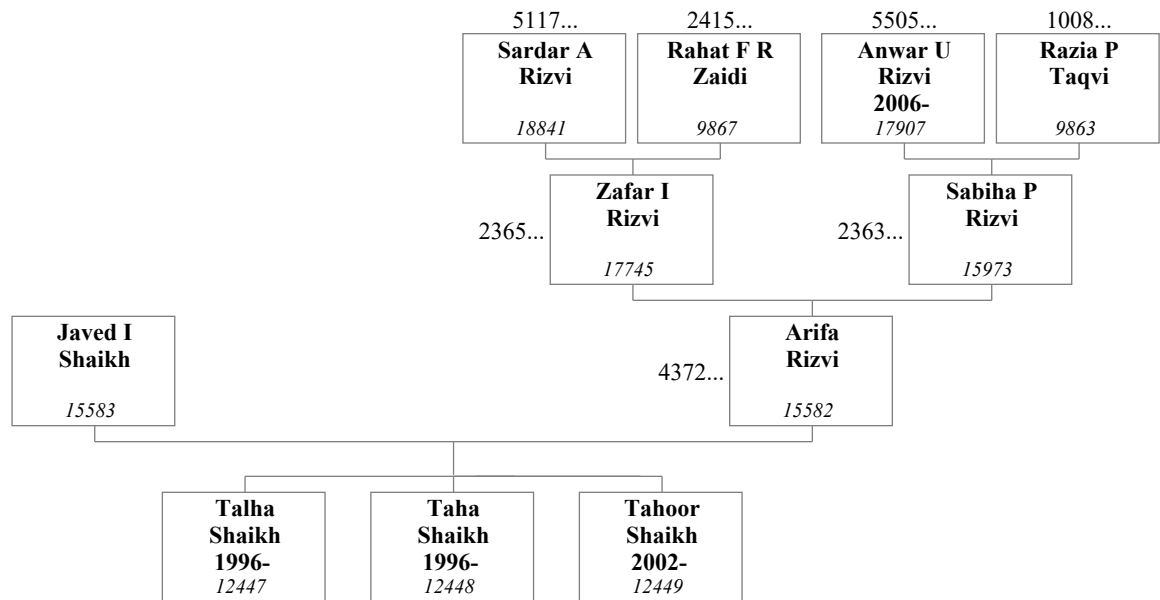 5117...
2415...
5505...
1008...
Sardar A
Rizvi
18841
Rahat F R
Zaidi
9867
Anwar U
Rizvi
2006-
17907
Razia P
Taqvi
9863
2365...
Zafar I
Rizvi
17745
2363...
Sabiha P
Rizvi
15973
Javed I
Shaikh
15583
4372...
Arifa
Rizvi
15582
Talha
Shaikh
1996-
12447
Taha
Shaikh
1996-
12448
Tahoor
Shaikh
2002-
12449